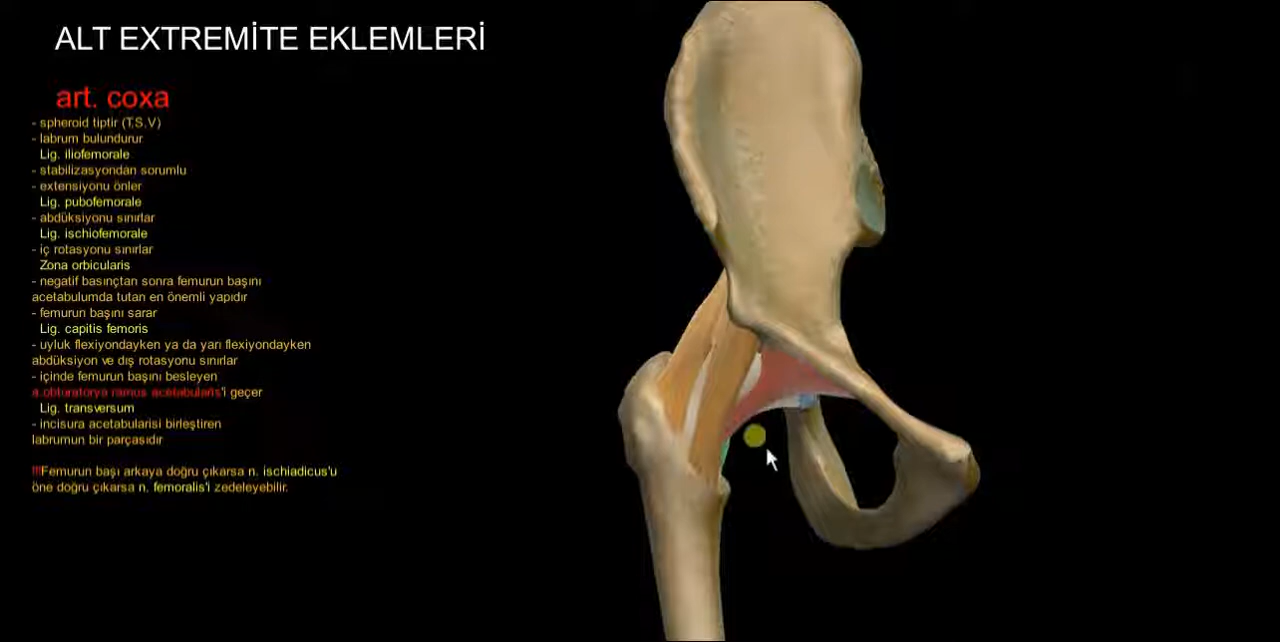 ALT EXTREMİTE EKLEMLERİ
art. coxa
- spheroid tiptir (T,S,V)
- labrum bulundurur
Lig. iliofemorale
- stabilizasyondan sorumlu
- extensiyonu önler
Lig. pubofemorale
- abdüksiyonu sınırlar
Lig. ischiofemorale
- iç rotasyonu sınırlar
Zona orbicularis
- negatif basınçtan sonra femurun başını
acetabulumda tutan en önemli yapıdır
- femurun başını sarar
Lig. capitis femoris
- uyluk flexiyondayken ya da yarı flexiyondayken
abdüksiyon ve dış rotasyonu sınırlar
- içinde femurun başını besleyen
a.obturatorya ramus acetabularis'i geçer
Lig. transversum
- incisura acetabularisi birleştiren
labrumun bir parçasıdır
!!!Femurun başı arkaya doğru çıkarsa n. ischiadicus'u
öne doğru çıkarsa n. femoralis'i zedeleyebilir.